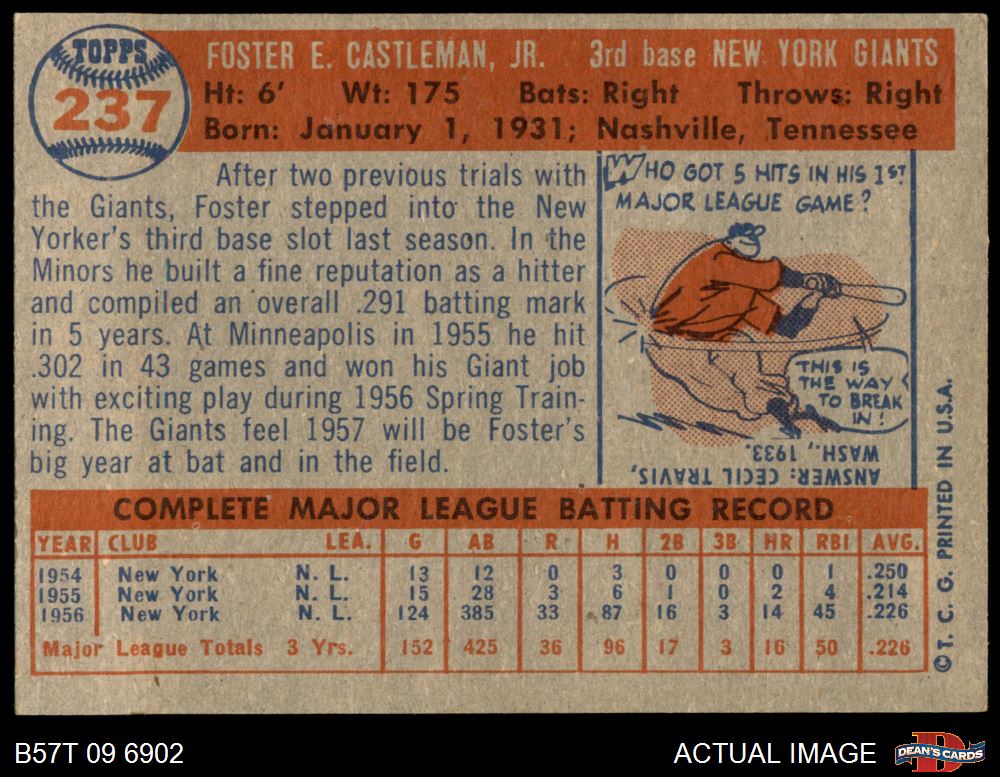 TOPPS
237
FOSTER E. CASTLEMAN, JR. 3rd base NEW YORK GIANTS
Ht: 6' Wt: 175 Bats: Right Throws: Right
Born: January 1, 1931; Nashville, Tennessee
After two previous trials with
the Giants, Foster stepped into the New
Yorker's third base slot last season. In the
Minors he built a fine reputation as a hitter
and compiled an overall .291 batting mark
in 5 years. At Minneapolis in 1955 he hit
.302 in 43 games and won his Giant job
with exciting play during 1956 Spring Train-
ing. The Giants feel 1957 will be Foster's
big year at bat and in the field.
WHO GOT 5 HITS IN HIS 1ST
MAJOR LEAGUE GAME?
THIS IS
THE WAY
TO BREAK
IN!
ANSWER: CECIL TRAVIS,
WASH., 1933.
COMPLETE MAJOR LEAGUE BATTING RECORD
YEAR CLUB LEA. G AB R H 2B 3B HR RBI AVG.
1954 New York N. L. 13 12 0 3 0 0 0 1 .250
1955 New York N. L. 15 28 3 6 1 0 2 4 .214
1956 New York N. L. 124 385 33 87 16 3 14 45 .226
Major League Totals 3 Yrs. 152 425 36 96 17 3 16 50 .226
© T. C. G. PRINTED IN U.S.A.
B57T 09 6902 ACTUAL IMAGE DEAN'S CARDS